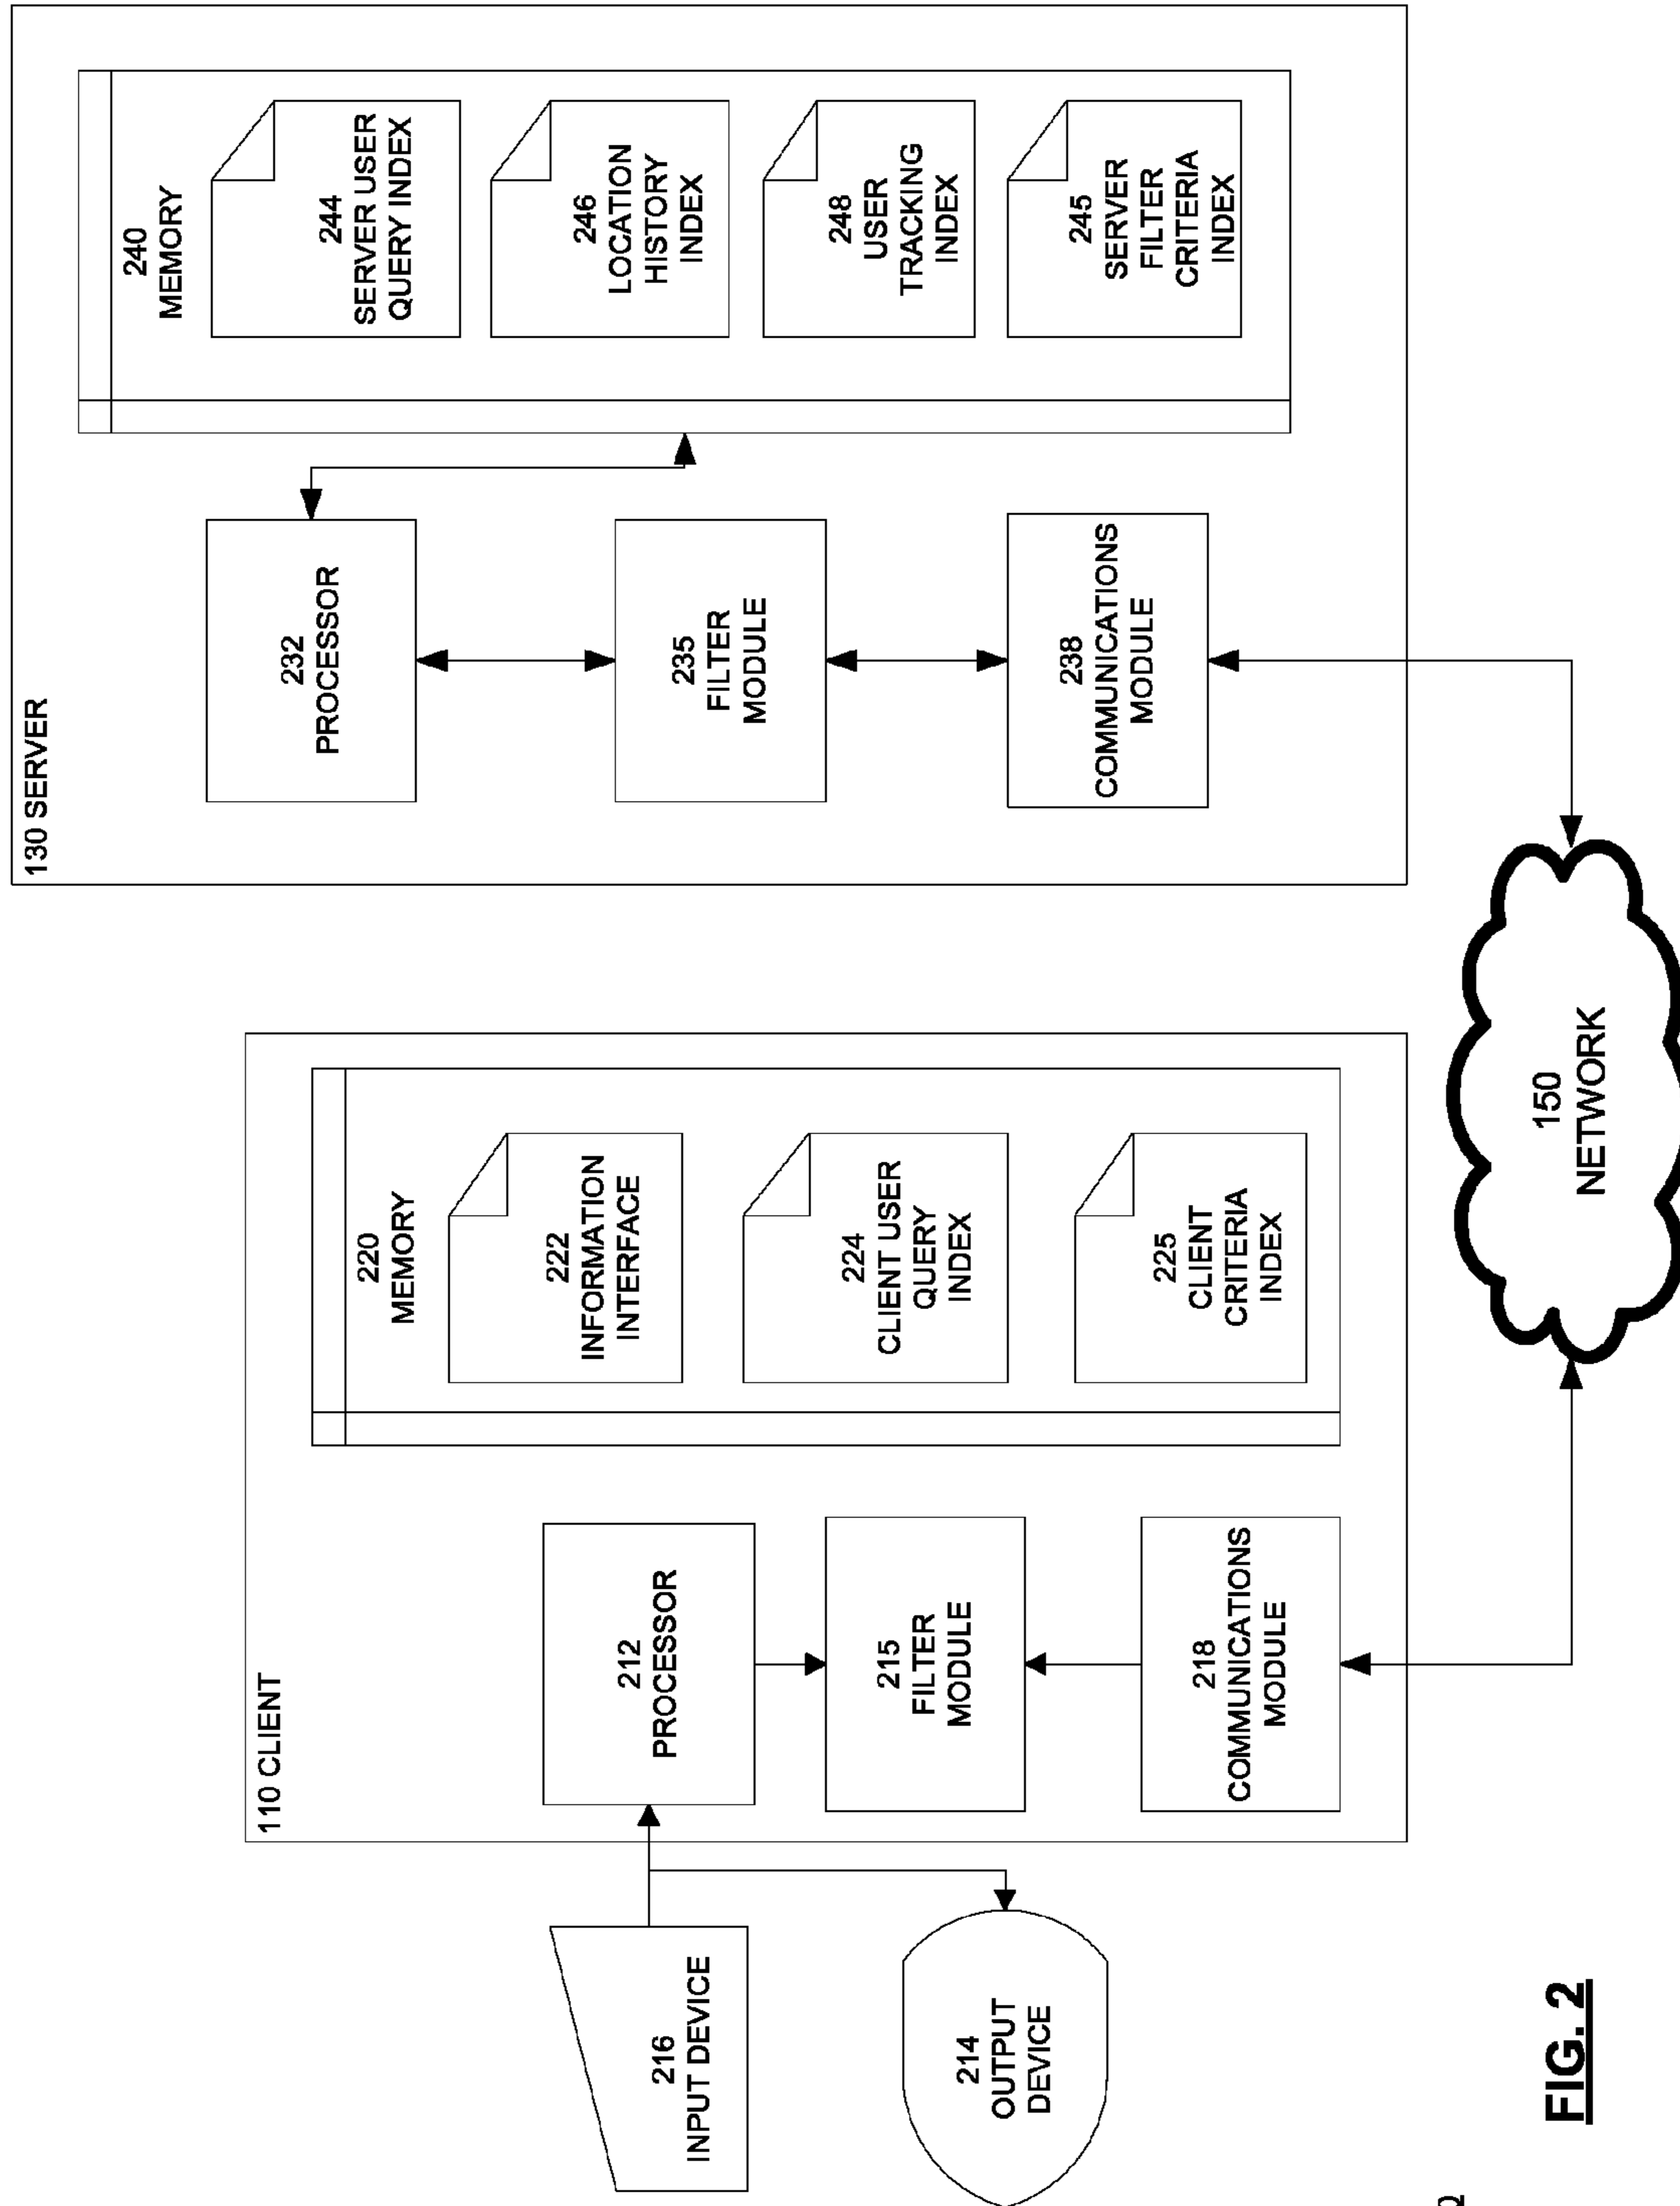 130 SERVER
240
MEMORY
244
SERVER USER
QUERY INDEX
246
LOCATION
HISTORY
INDEX
248
USER
TRACKING
INDEX
245
SERVER
FILTER
CRITERIA
INDEX
232
PROCESSOR
235
FILTER
MODULE
238
COMMUNICATIONS
MODULE
110 CLIENT
220
MEMORY
222
INFORMATION
INTERFACE
224
CLIENT USER
QUERY
INDEX
225
CLIENT
CRITERIA
INDEX
212
PROCESSOR
215
FILTER
MODULE
218
COMMUNICATIONS
MODULE
216
INPUT DEVICE
214
OUTPUT
DEVICE
150
NETWORK
FIG. 2